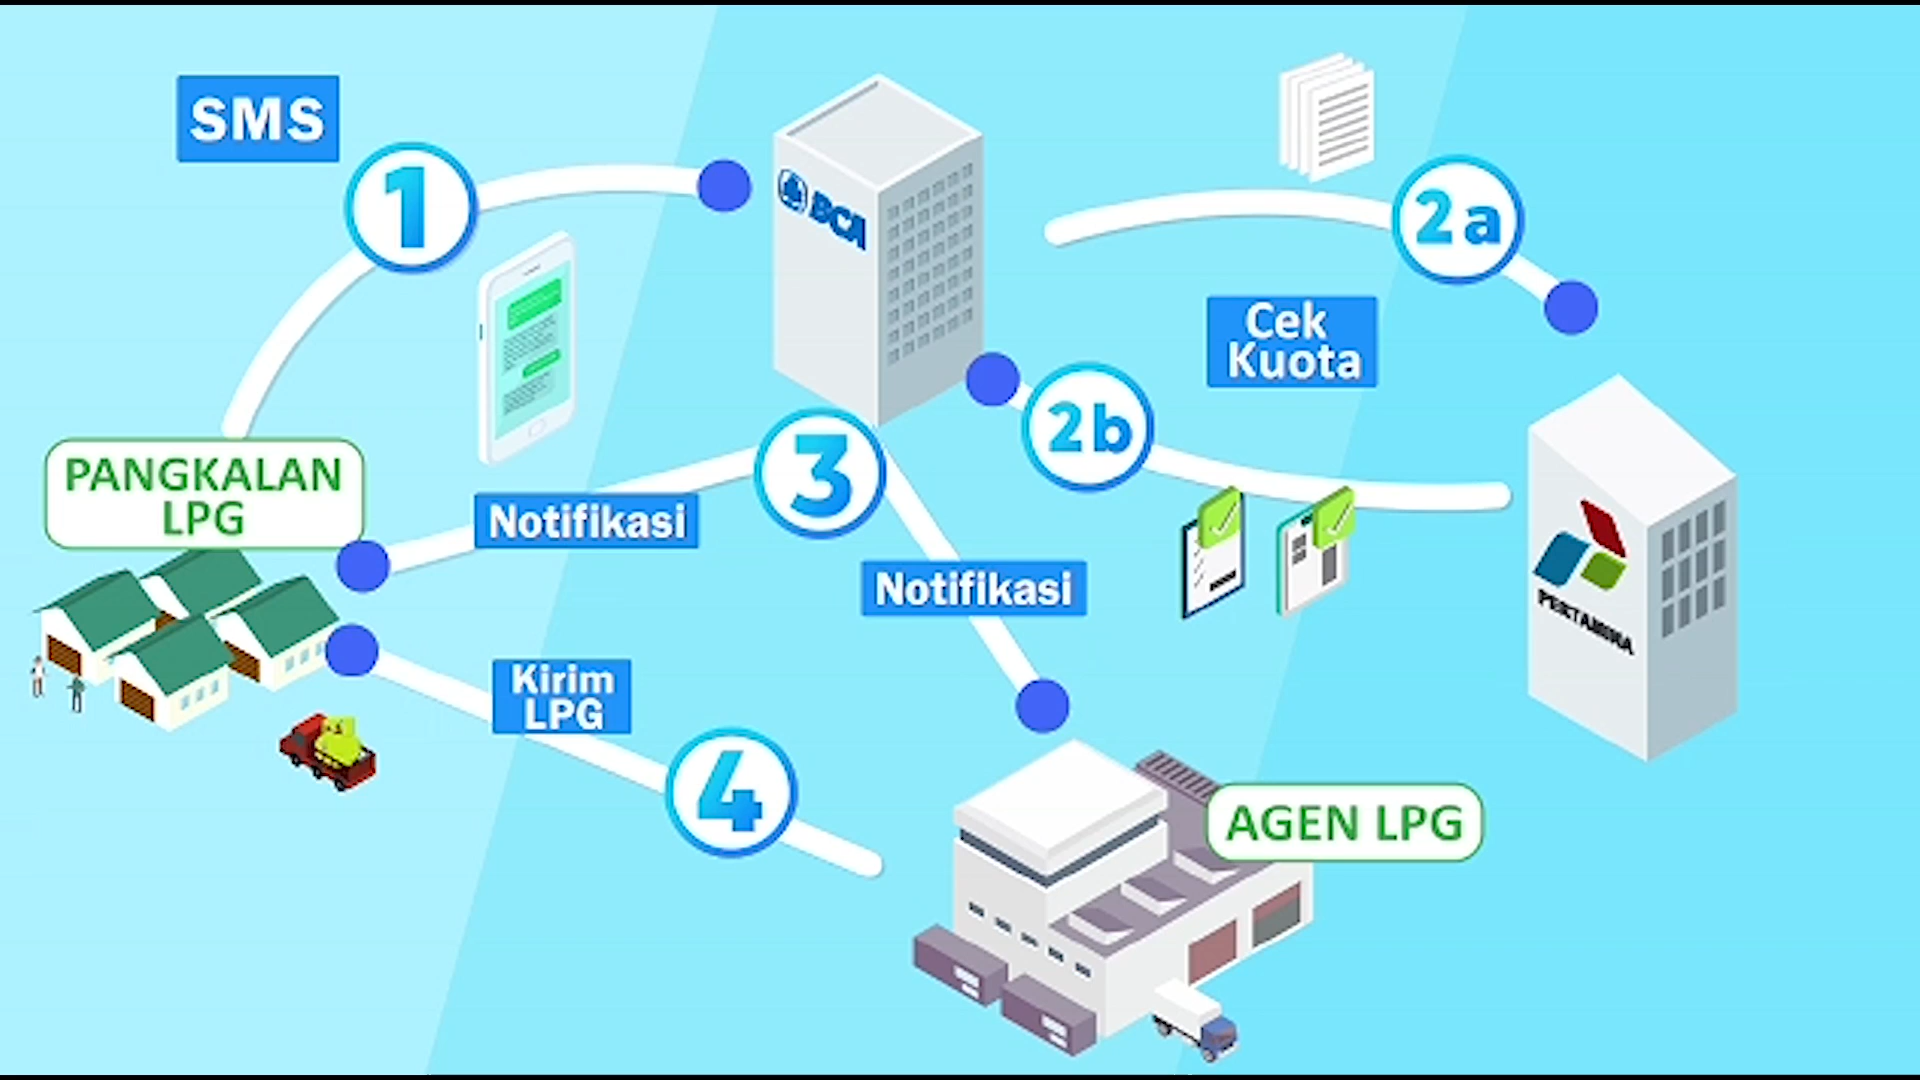 SMS
1
BCA
2a
Cek
Kuota
2b
PANGKALAN
LPG
3
Notifikasi
Notifikasi
PERTAMINA
Kirim
LPG
4
AGEN LPG